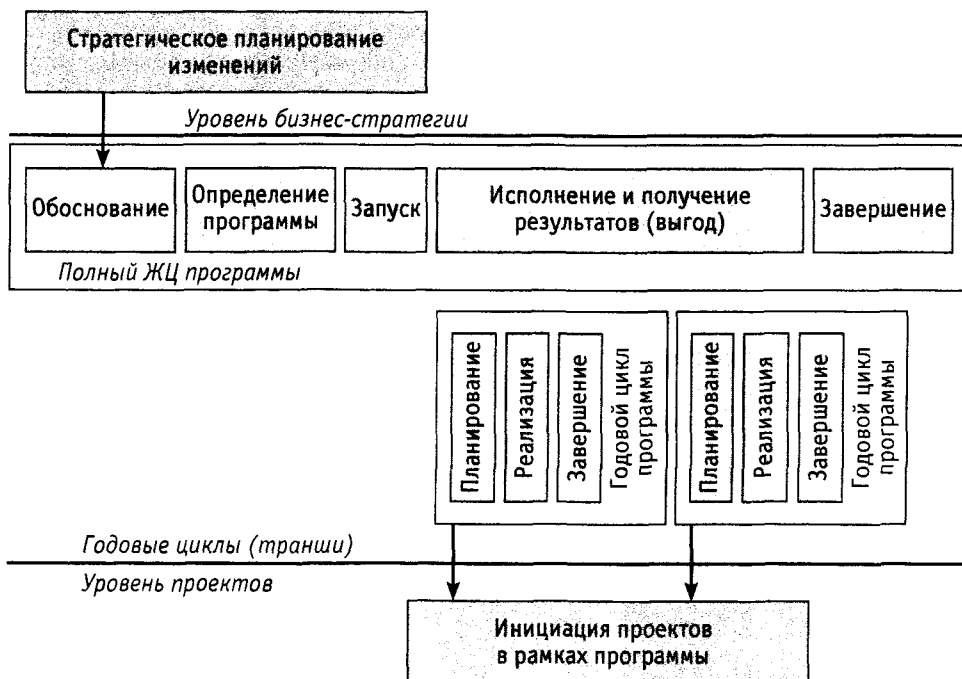 Стратегическое планирование
изменений
Уровень бизнес-стратегии
Обоснование
Определение
программы
Запуск
Исполнение и получение
результатов (выгод)
Завершение
Полный ЖЦ программы
Планирование
Реализация
Завершение
Годовой цикл
программы
Планирование
Реализация
Завершение
Годовой цикл
программы
Годовые циклы (транши)
Уровень проектов
Инициация проектов
в рамках программы